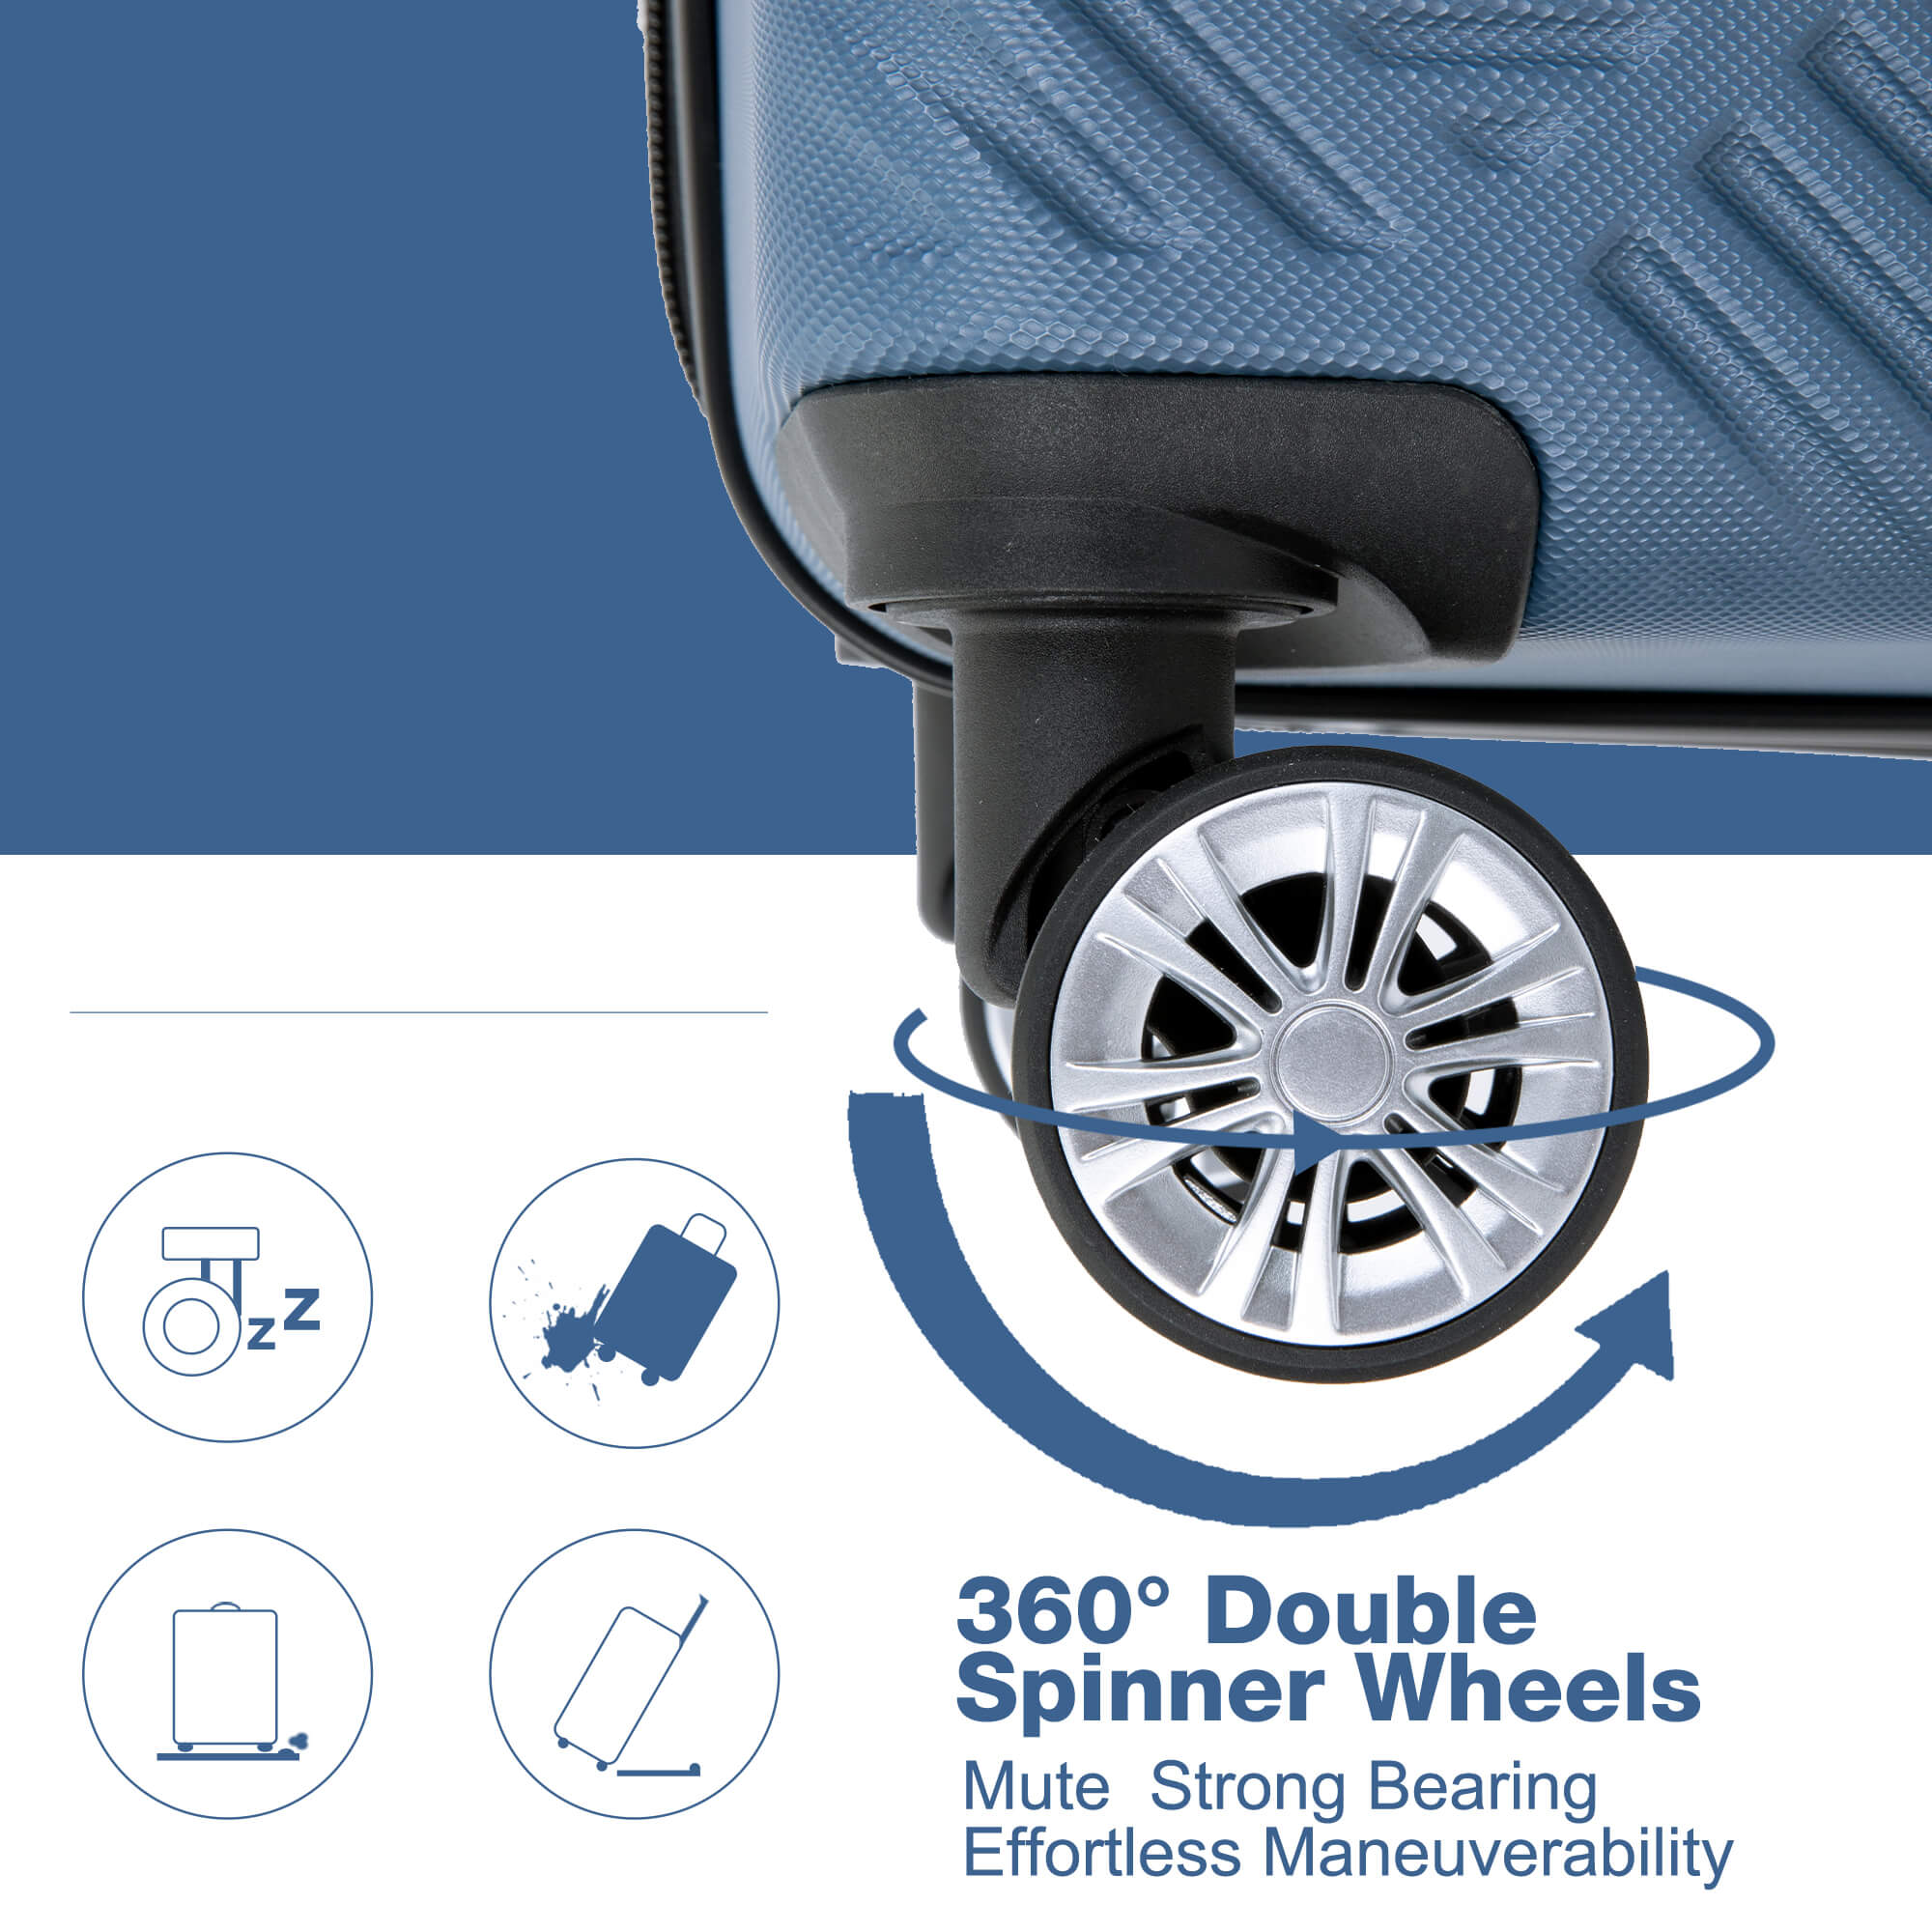 z Z
360° Double
Spinner Wheels
Mute Strong Bearing
Effortless Maneuverability